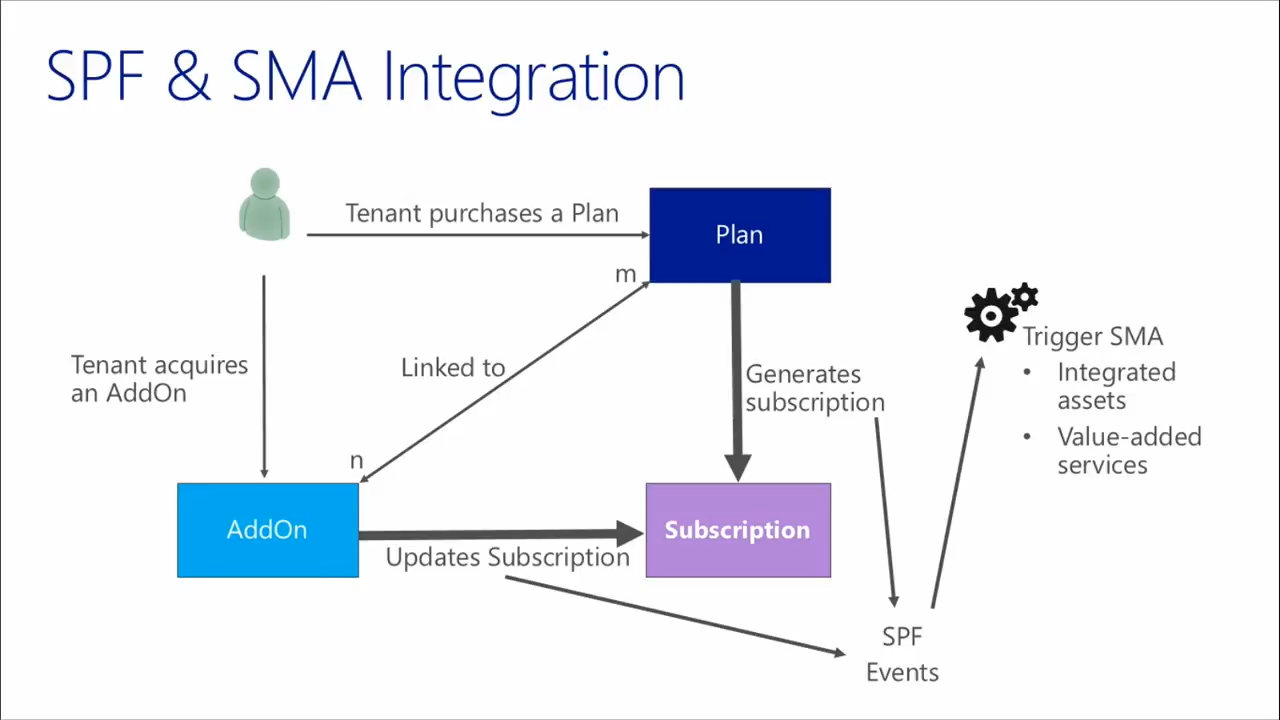 SPF & SMA Integration
Tenant purchases a Plan
Plan
m
Tenant acquires
an AddOn
Linked to
Generates
subscription
Trigger SMA
• Integrated
assets
• Value-added
services
n
AddOn
Updates Subscription
Subscription
SPF
Events